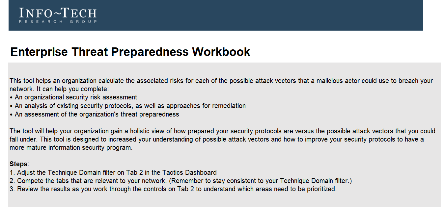 INFO~TECH
RESEARCH GROUP
Enterprise Threat Preparedness Workbook
This tool helps an organization calculate the associated risks for each of the possible attack vectors that a malicious actor could use to breach your
network. It can help you complete:
• An organizational security risk assessment
• An analysis of existing security protocols, as well as approaches for remediation
• An assessment of the organization's threat preparedness
The tool will help your organization gain a holistic view of how prepared your security protocols are versus the possible attack vectors that you could
fall under. This tool is designed to increased your understanding of possible attack vectors and how to improve your security protocols to have a
more mature information security program.
Steps:
1. Adjust the Technique Domain filter on Tab 2 in the Tactics Dashboard
2. Compete the tabs that are relevant to your network. (Remember to stay consistent to your Technique Domain filter.)
3. Review the results as you work through the controls on Tab 2 to understand which areas need to be prioritized.